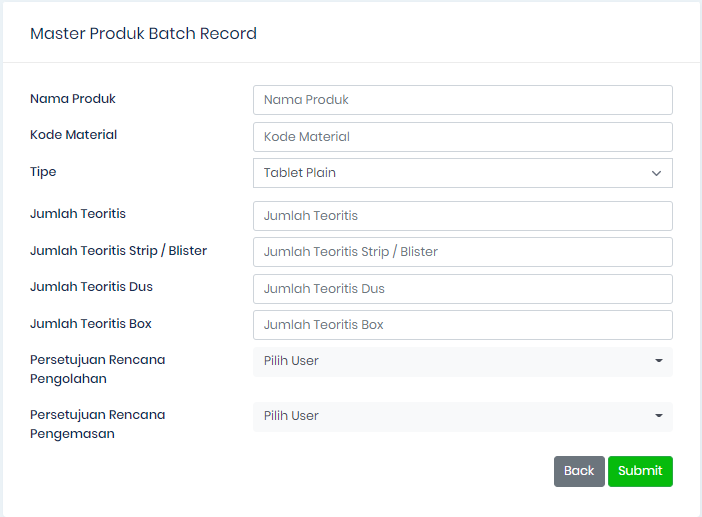 Master Produk Batch Record
Nama Produk
Nama Produk
Kode Material
Kode Material
Tipe
Tablet Plain
Jumlah Teoritis
Jumlah Teoritis
Jumlah Teoritis Strip / Blister
Jumlah Teoritis Strip / Blister
Jumlah Teoritis Dus
Jumlah Teoritis Dus
Jumlah Teoritis Box
Jumlah Teoritis Box
Persetujuan Rencana
Pengolahan
Pilih User
Persetujuan Rencana
Pengemasan
Pilih User
Back
Submit